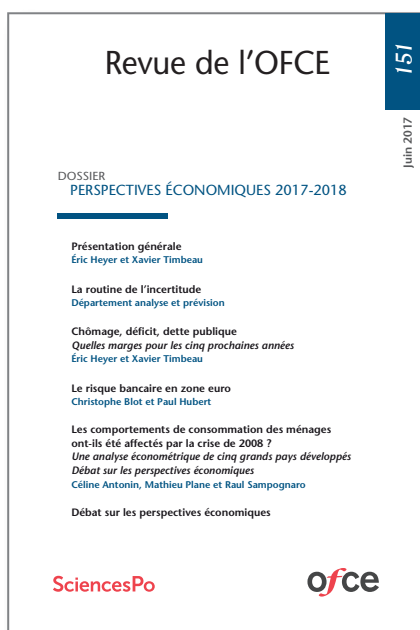 Revue de l’OFCE
151
Juin 2017
DOSSIER
PERSPECTIVES ÉCONOMIQUES 2017-2018
Présentation générale
Éric Heyer et Xavier Timbeau
La routine de l’incertitude
Département analyse et prévision
Chômage, déficit, dette publique
Quelles marges pour les cinq prochaines années
Éric Heyer et Xavier Timbeau
Le risque bancaire en zone euro
Christophe Blot et Paul Hubert
Les comportements de consommation des ménages
ont-ils été affectés par la crise de 2008 ?
Une analyse économétrique de cinq grands pays développés
Débat sur les perspectives économiques
Céline Antonin, Mathieu Plane et Raul Sampognaro
Débat sur les perspectives économiques
SciencesPo
ofce